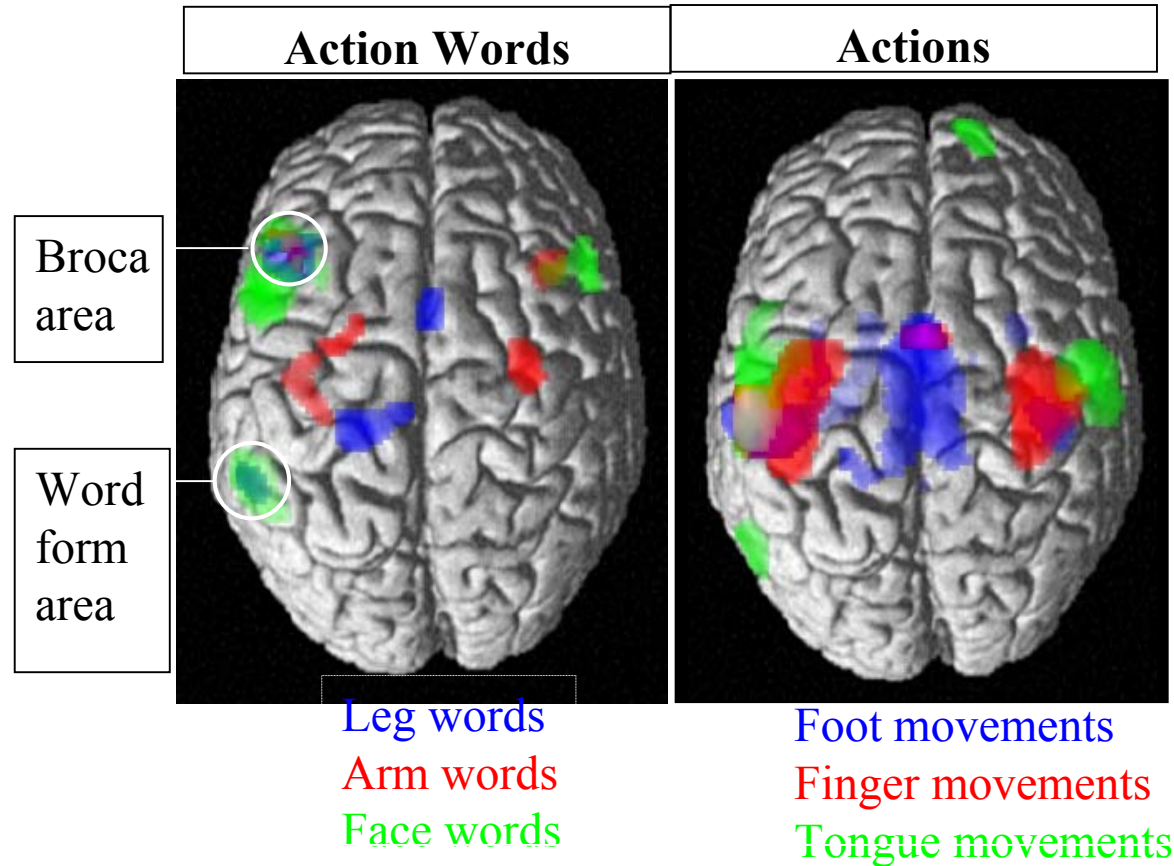 Action Words
Actions
Broca
area
Word
form
area
Leg words
Arm words
Face words
Foot movements
Finger movements
Tongue movements